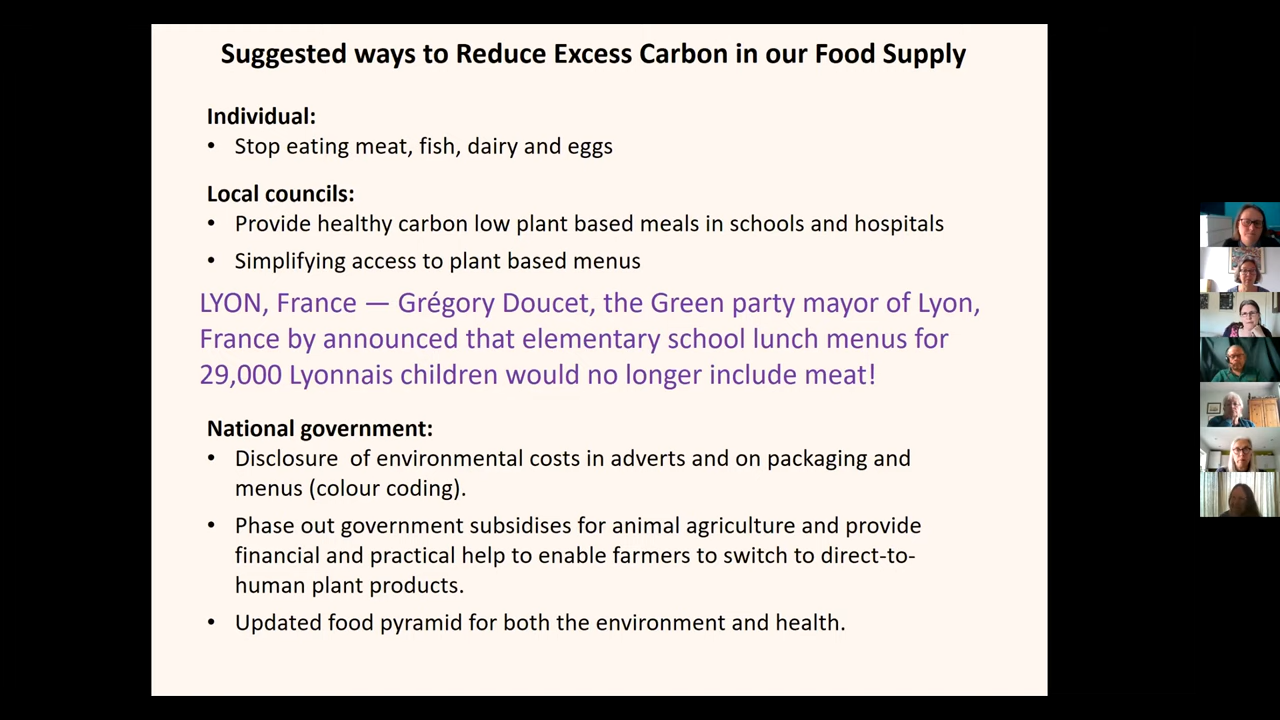 Suggested ways to Reduce Excess Carbon in our Food Supply
Individual:
• Stop eating meat, fish, dairy and eggs
Local councils:
• Provide healthy carbon low plant based meals in schools and hospitals
• Simplifying access to plant based menus
LYON, France — Grégory Doucet, the Green party mayor of Lyon,
France by announced that elementary school lunch menus for
29,000 Lyonnais children would no longer include meat!
National government:
• Disclosure  of environmental costs in adverts and on packaging and
menus (colour coding).
• Phase out government subsidises for animal agriculture and provide
financial and practical help to enable farmers to switch to direct-to-
human plant products.
• Updated food pyramid for both the environment and health.